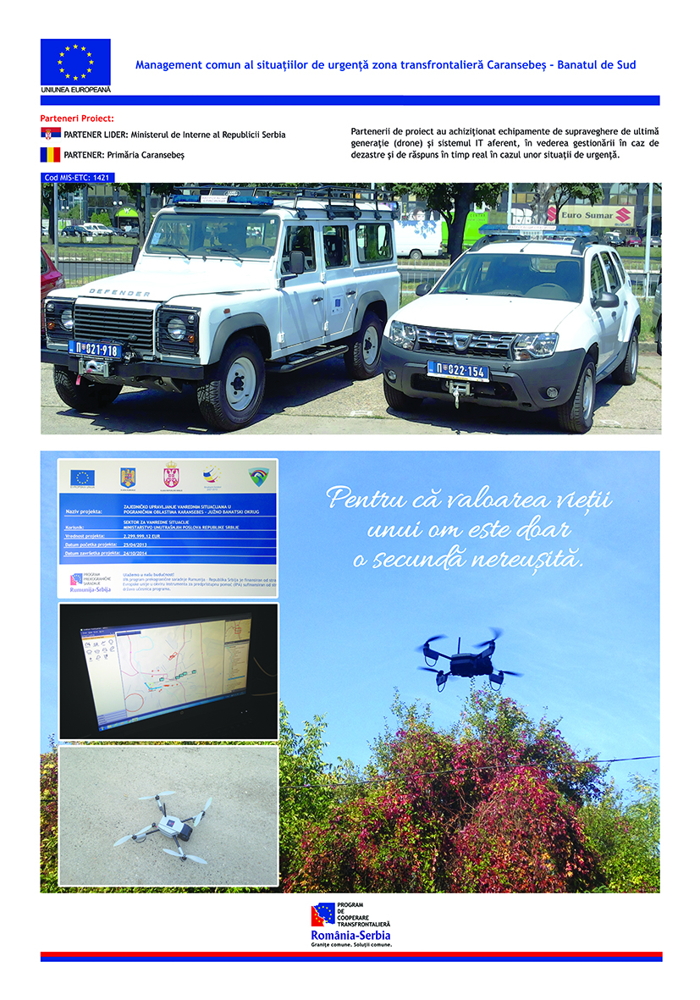 Management comun al situațiilor de urgență zona transfrontalieră Caransebeș – Banatul de Sud
UNIUNEA EUROPEANĂ
Parteneri Proiect:
PARTENER LIDER: Ministerul de Interne al Republicii Serbia
PARTENER: Primăria Caransebeș
Partenerii de proiect au achiziționat echipamente de supraveghere de ultimă
generație (drone) și sistemul IT aferent, în vederea gestionării în caz de
dezastre și de răspuns în timp real în cazul unor situații de urgență.
Cod MIS-ETC: 1421
Euro Sumar
SUZUKI
DEFENDER
П 021-918
П 022-154
Naziv projekta:
ZAJEDNIČKO UPRAVLJANJE VANREDNIM SITUACIJAMA U
POGRANIČNIM OBLASTIMA KARANSEBEŠ - JUŽNO BANATSKI OKRUG
Korisnik:
SEKTOR ZA VANREDNE SITUACIJE
MINISTARSTVO UNUTRAŠNJIH POSLOVA REPUBLIKE SRBIJE
Vrednost projekta: 2.299.999,12 EUR
Datum početka projekta: 25/04/2013
Datum završetka projekta: 24/10/2014
PROGRAM
PREKOGRANIČNE
SARADNJE
Rumunija-Srbija
Ulažemo u našu budućnost!
Pentru că valoarea vieții
unui om este doar
o secundă nereușită.
PROGRAM
DE
COOPERARE
TRANSFRONTALIERĂ
România-Serbia
Granițe comune. Soluții comune.